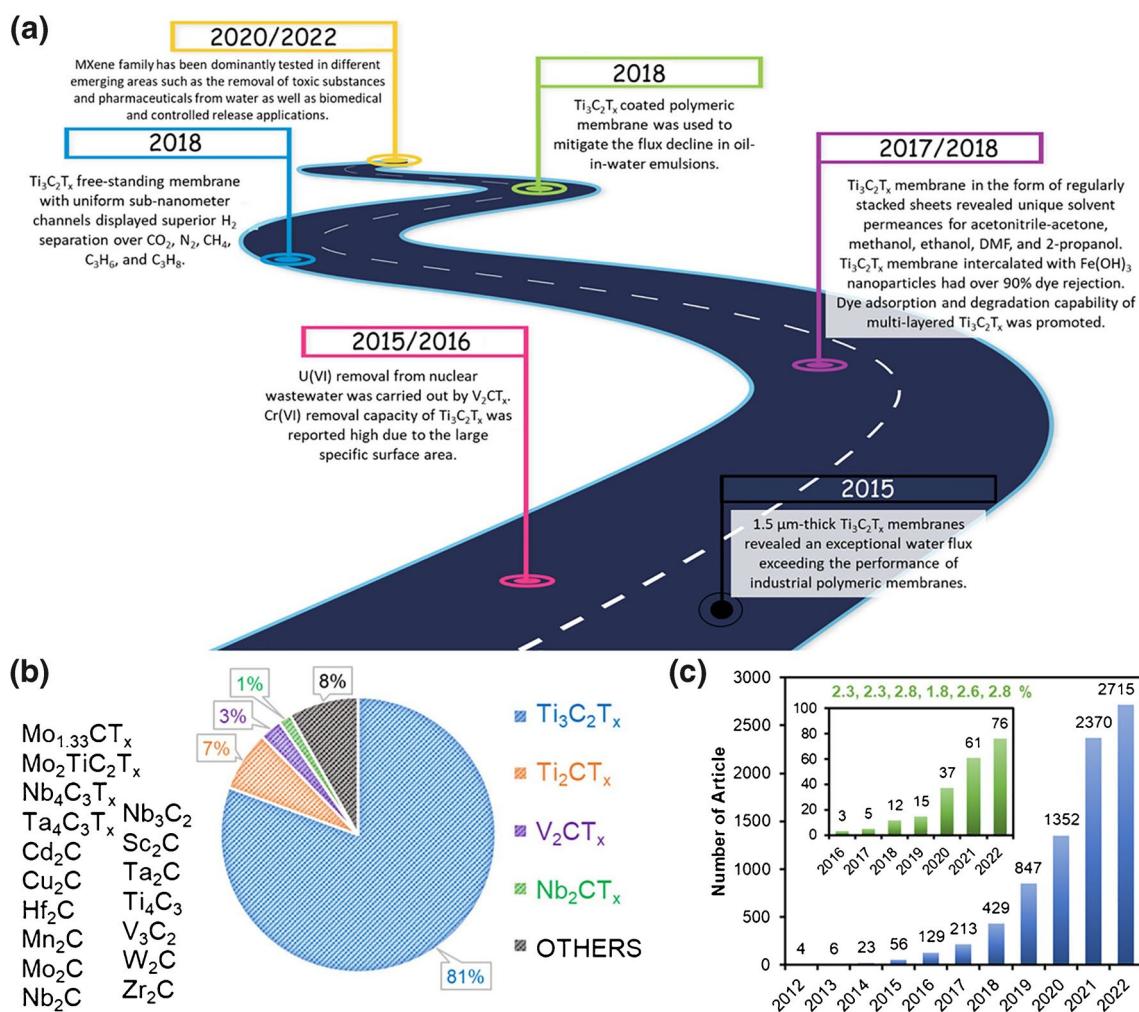 (a)
2020/2022
MXene family has been dominantly tested in different
emerging areas such as the removal of toxic substances
and pharmaceuticals from water as well as biomedical
and controlled release applications.
2018
Ti₃C₂Tₓ coated polymeric
membrane was used to
mitigate the flux decline in oil-
in-water emulsions.
2018
Ti₃C₂Tₓ free-standing membrane
with uniform sub-nanometer
channels displayed superior H₂
separation over CO₂, N₂, CH₄,
C₃H₆, and C₃H₈.
2017/2018
Ti₃C₂Tₓ membrane in the form of regularly
stacked sheets revealed unique solvent
permeances for acetonitrile-acetone,
methanol, ethanol, DMF, and 2-propanol.
Ti₃C₂Tₓ membrane intercalated with Fe(OH)₃
nanoparticles had over 90% dye rejection.
Dye adsorption and degradation capability of
multi-layered Ti₃C₂Tₓ was promoted.
2015/2016
U(VI) removal from nuclear
wastewater was carried out by V₂CTₓ.
Cr(VI) removal capacity of Ti₃C₂Tₓ was
reported high due to the large
specific surface area.
2015
1.5 μm-thick Ti₃C₂Tₓ membranes
revealed an exceptional water flux
exceeding the performance of
industrial polymeric membranes.
(b)
Mo₁.₃₃CTₓ
Mo₂TiC₂Tₓ
Nb₄C₃Tₓ
Ta₄C₃Tₓ
Cd₂C
Cu₂C
Hf₂C
Mn₂C
Mo₂C
Nb₂C
Nb₃C₂
Sc₂C
Ta₂C
Ti₄C₃
V₃C₂
W₂C
Zr₂C
8%
1%
3%
7%
81%
Ti₃C₂Tₓ
Ti₂CTₓ
V₂CTₓ
Nb₂CTₓ
OTHERS
(c)
Number of Article
3000
2500
2000
1500
1000
500
0
4
6
23
56
129
213
429
847
1352
2370
2715
2012
2013
2014
2015
2016
2017
2018
2019
2020
2021
2022
2.3, 2.3, 2.8, 1.8, 2.6, 2.8 %
100
80
60
40
20
0
3
5
12
15
37
61
76
2016
2017
2018
2019
2020
2021
2022